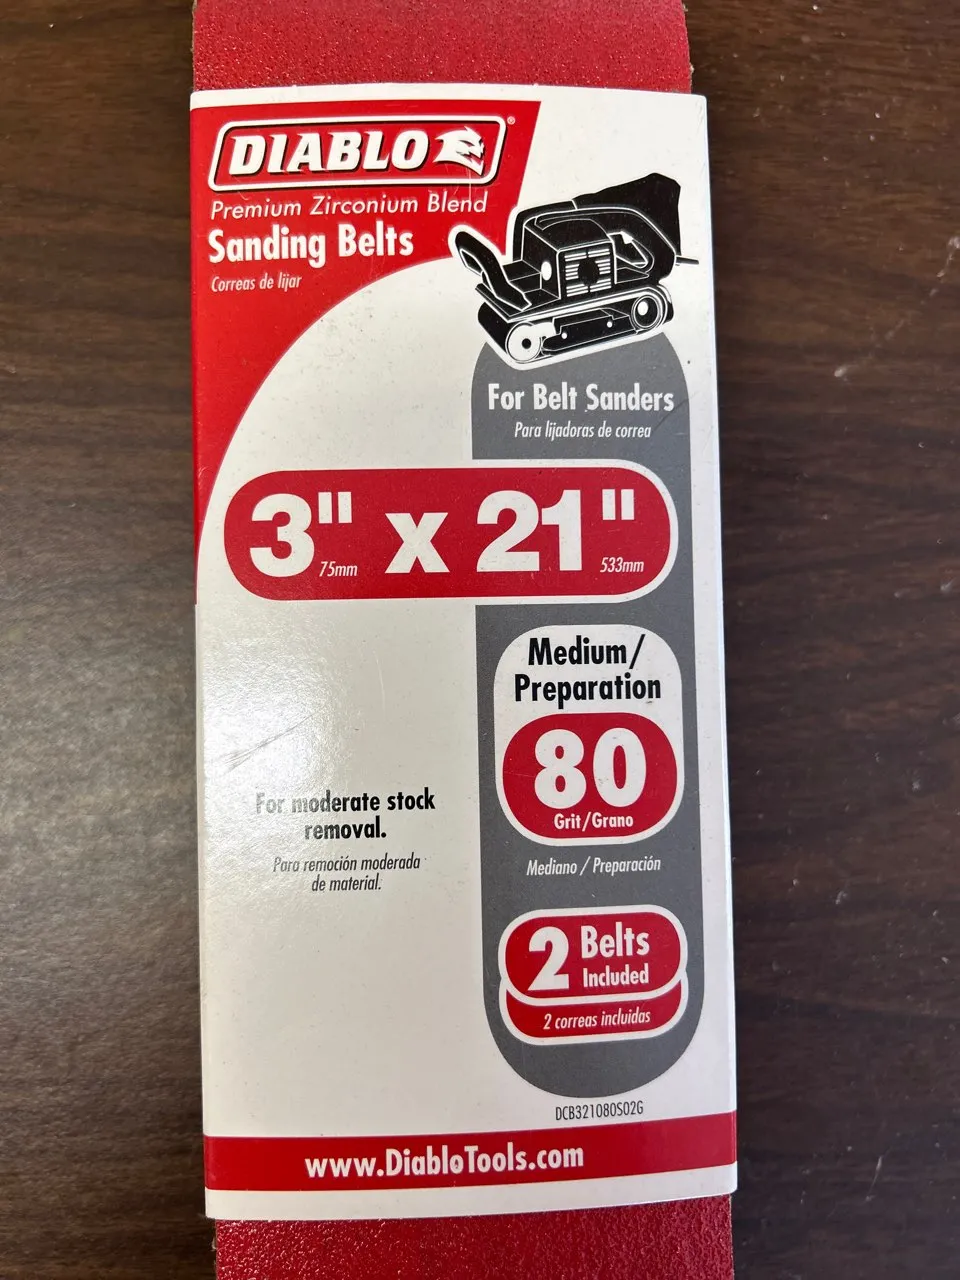 DIABLO®
Premium Zirconium Blend
Sanding Belts
Correas de lijar
For Belt Sanders
Para lijadoras de correa
3" x 21"
75mm 533mm
Medium/
Preparation
80
Grit/Grano
Mediano / Preparación
For moderate stock
removal.
Para remoción moderada
de material.
2 Belts
Included
2 correas incluidas
DCB321080S02G
www.DiabloTools.com